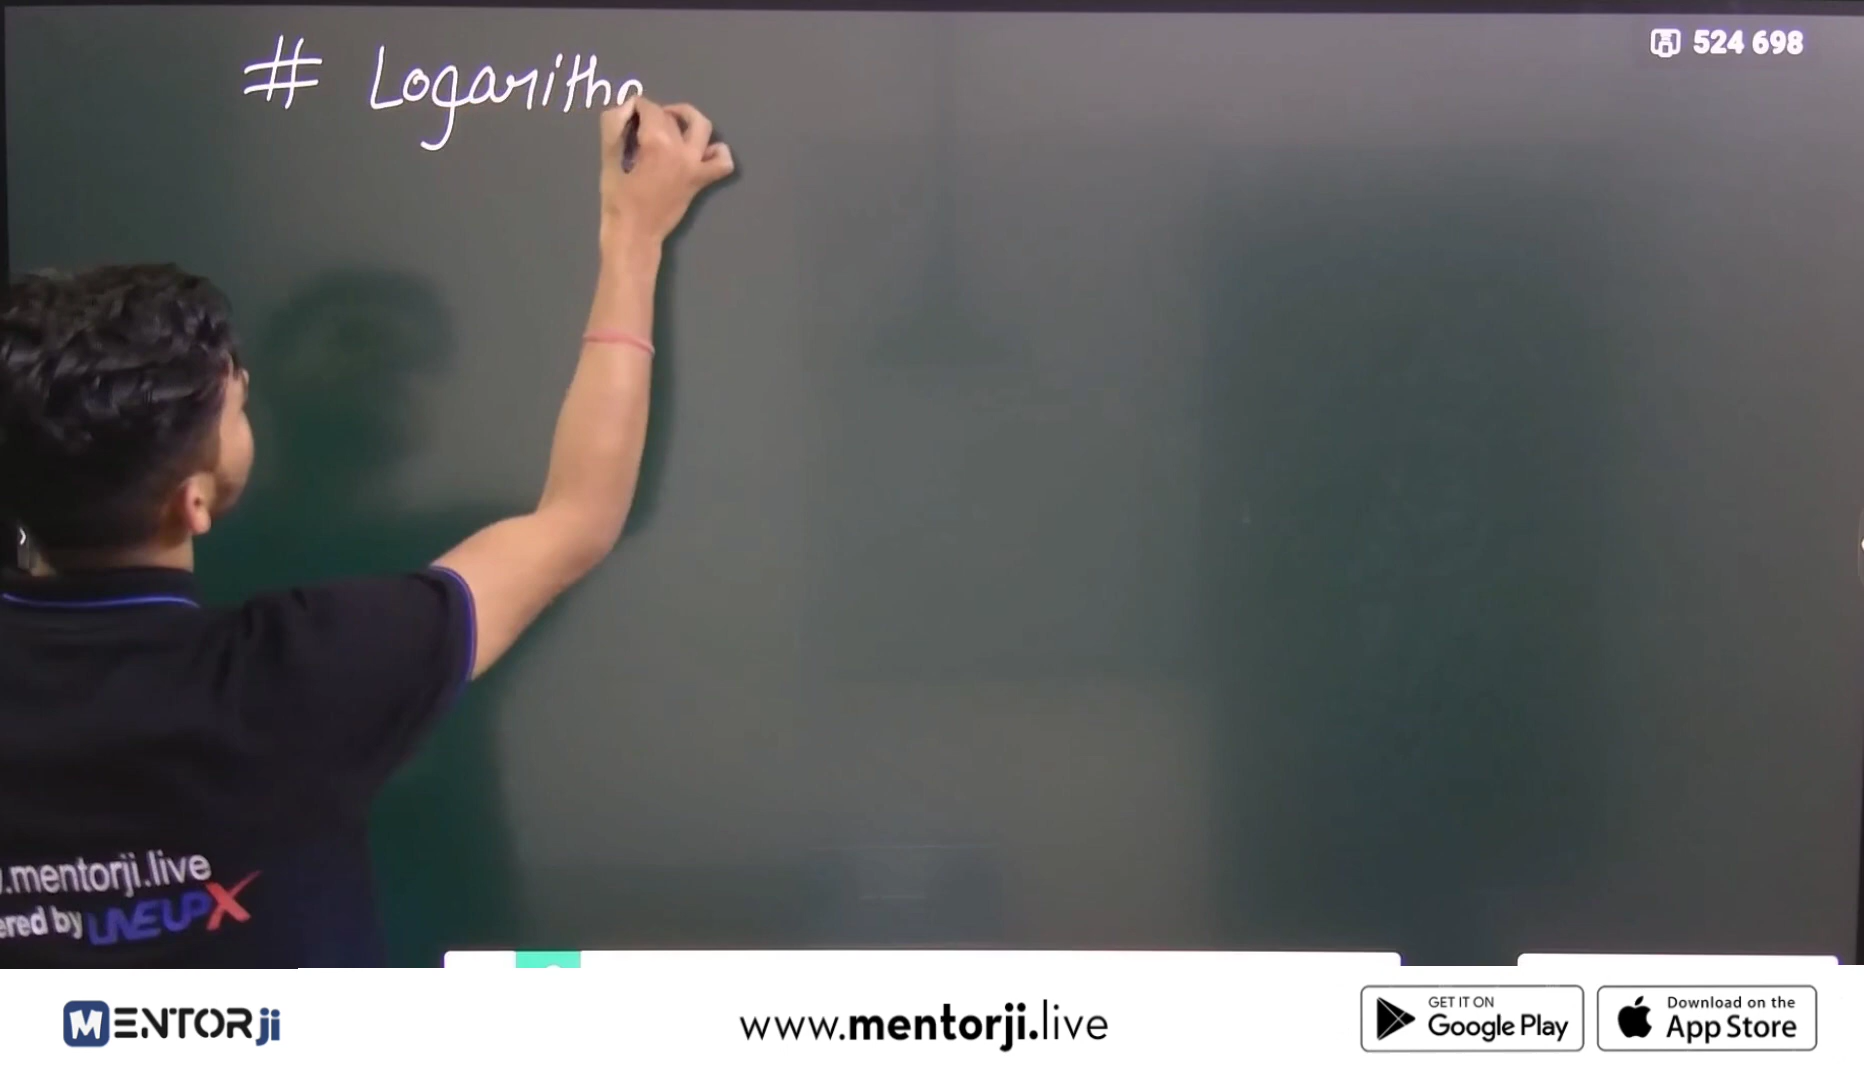 # Logarith
524 698
.mentorji.live
ered by LIVEUPX
MENTORji
www.mentorji.live
GET IT ON
Google Play
Download on the
App Store